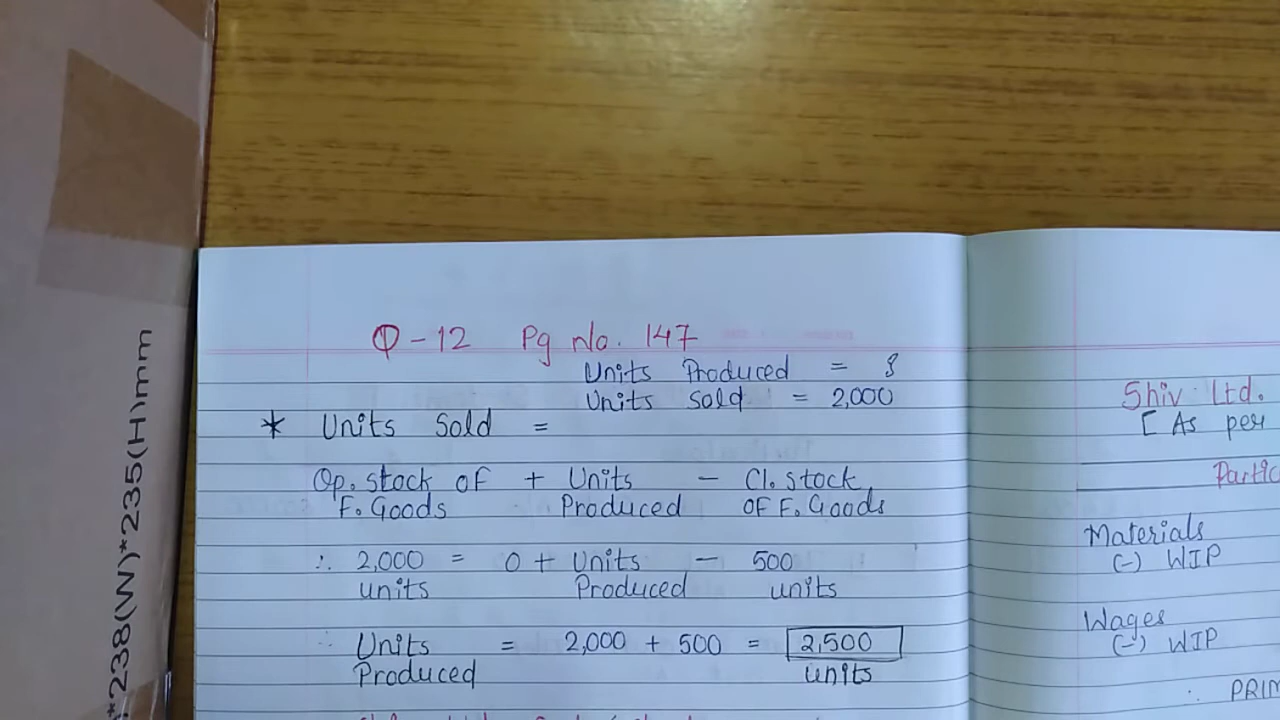 Q-12 Pg No. 147
Units Produced = ?
Units Sold = 2,000
* Units Sold =
Op. stock OF + Units - Cl. stock
F. Goods Produced OF F. Goods
∴ 2,000 = 0 + Units - 500
units Produced units
∴ Units = 2,000 + 500 = 2,500
Produced units
Shiv Ltd.
[ As per
Partic
Materials
(-) WIP
Wages
(-) WIP
∴ PRIM
*238(W)*235(H)mm